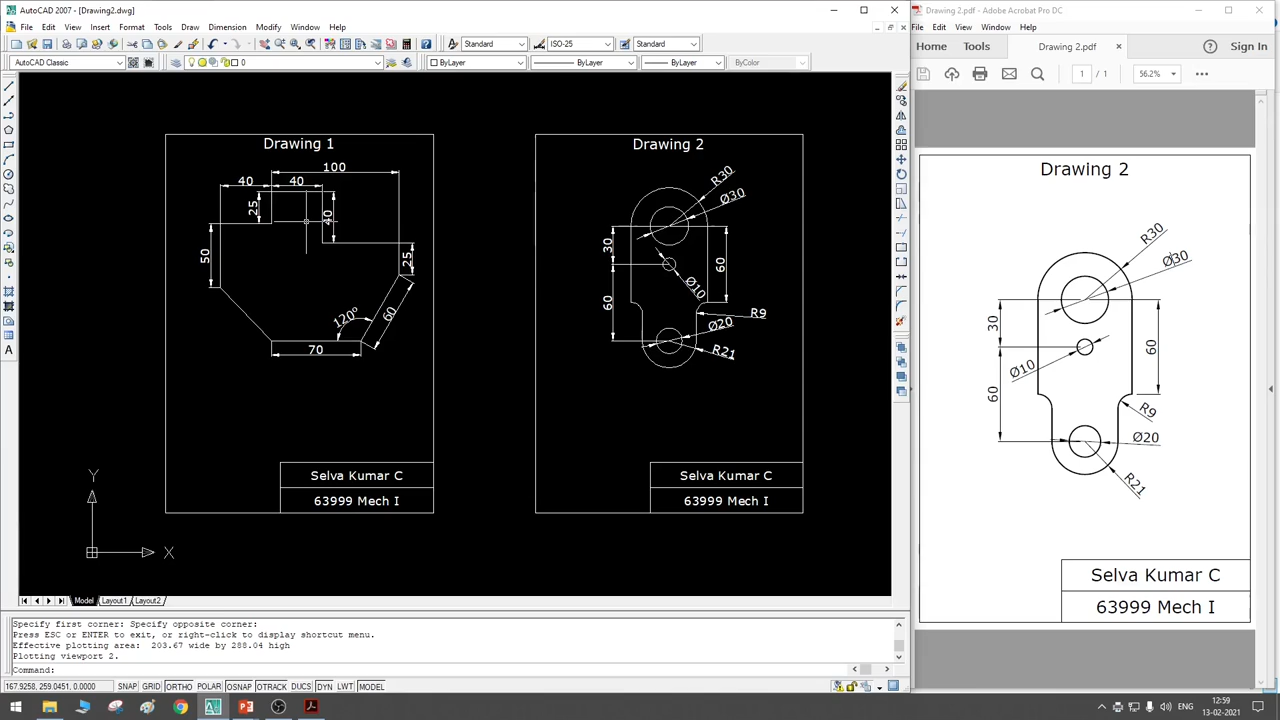 AutoCAD 2007 - [Drawing2.dwg]
File Edit View Insert Format Tools Draw Dimension Modify Window Help
Standard ISO-25 Standard
AutoCAD Classic 0 ByLayer ByLayer ByLayer ByColor
Drawing 1
100
40 40
25
40
50
25
120°
60
70
Selva Kumar C
63999 Mech I
Drawing 2
R30
Ø30
30
60
Ø10
60
R9
Ø20
R21
Selva Kumar C
63999 Mech I
Y
X
A
Model Layout1 Layout2
Specify first corner: Specify opposite corner:
Press ESC or ENTER to exit, or right-click to display shortcut menu.
Effective plotting area:  203.67 wide by 288.04 high
Plotting viewport 2.
Command:
167.9258, 259.0451, 0.0000 SNAP GRID ORTHO POLAR OSNAP OTRACK DUCS DYN LWT MODEL
Drawing 2.pdf - Adobe Acrobat Pro DC
File Edit View Window Help
Home Tools Drawing 2.pdf Sign In
1 / 1 56.2%
Drawing 2
R30
Ø30
30
60
Ø10
60
R9
Ø20
R21
Selva Kumar C
63999 Mech I
ENG
12:59
13-02-2021